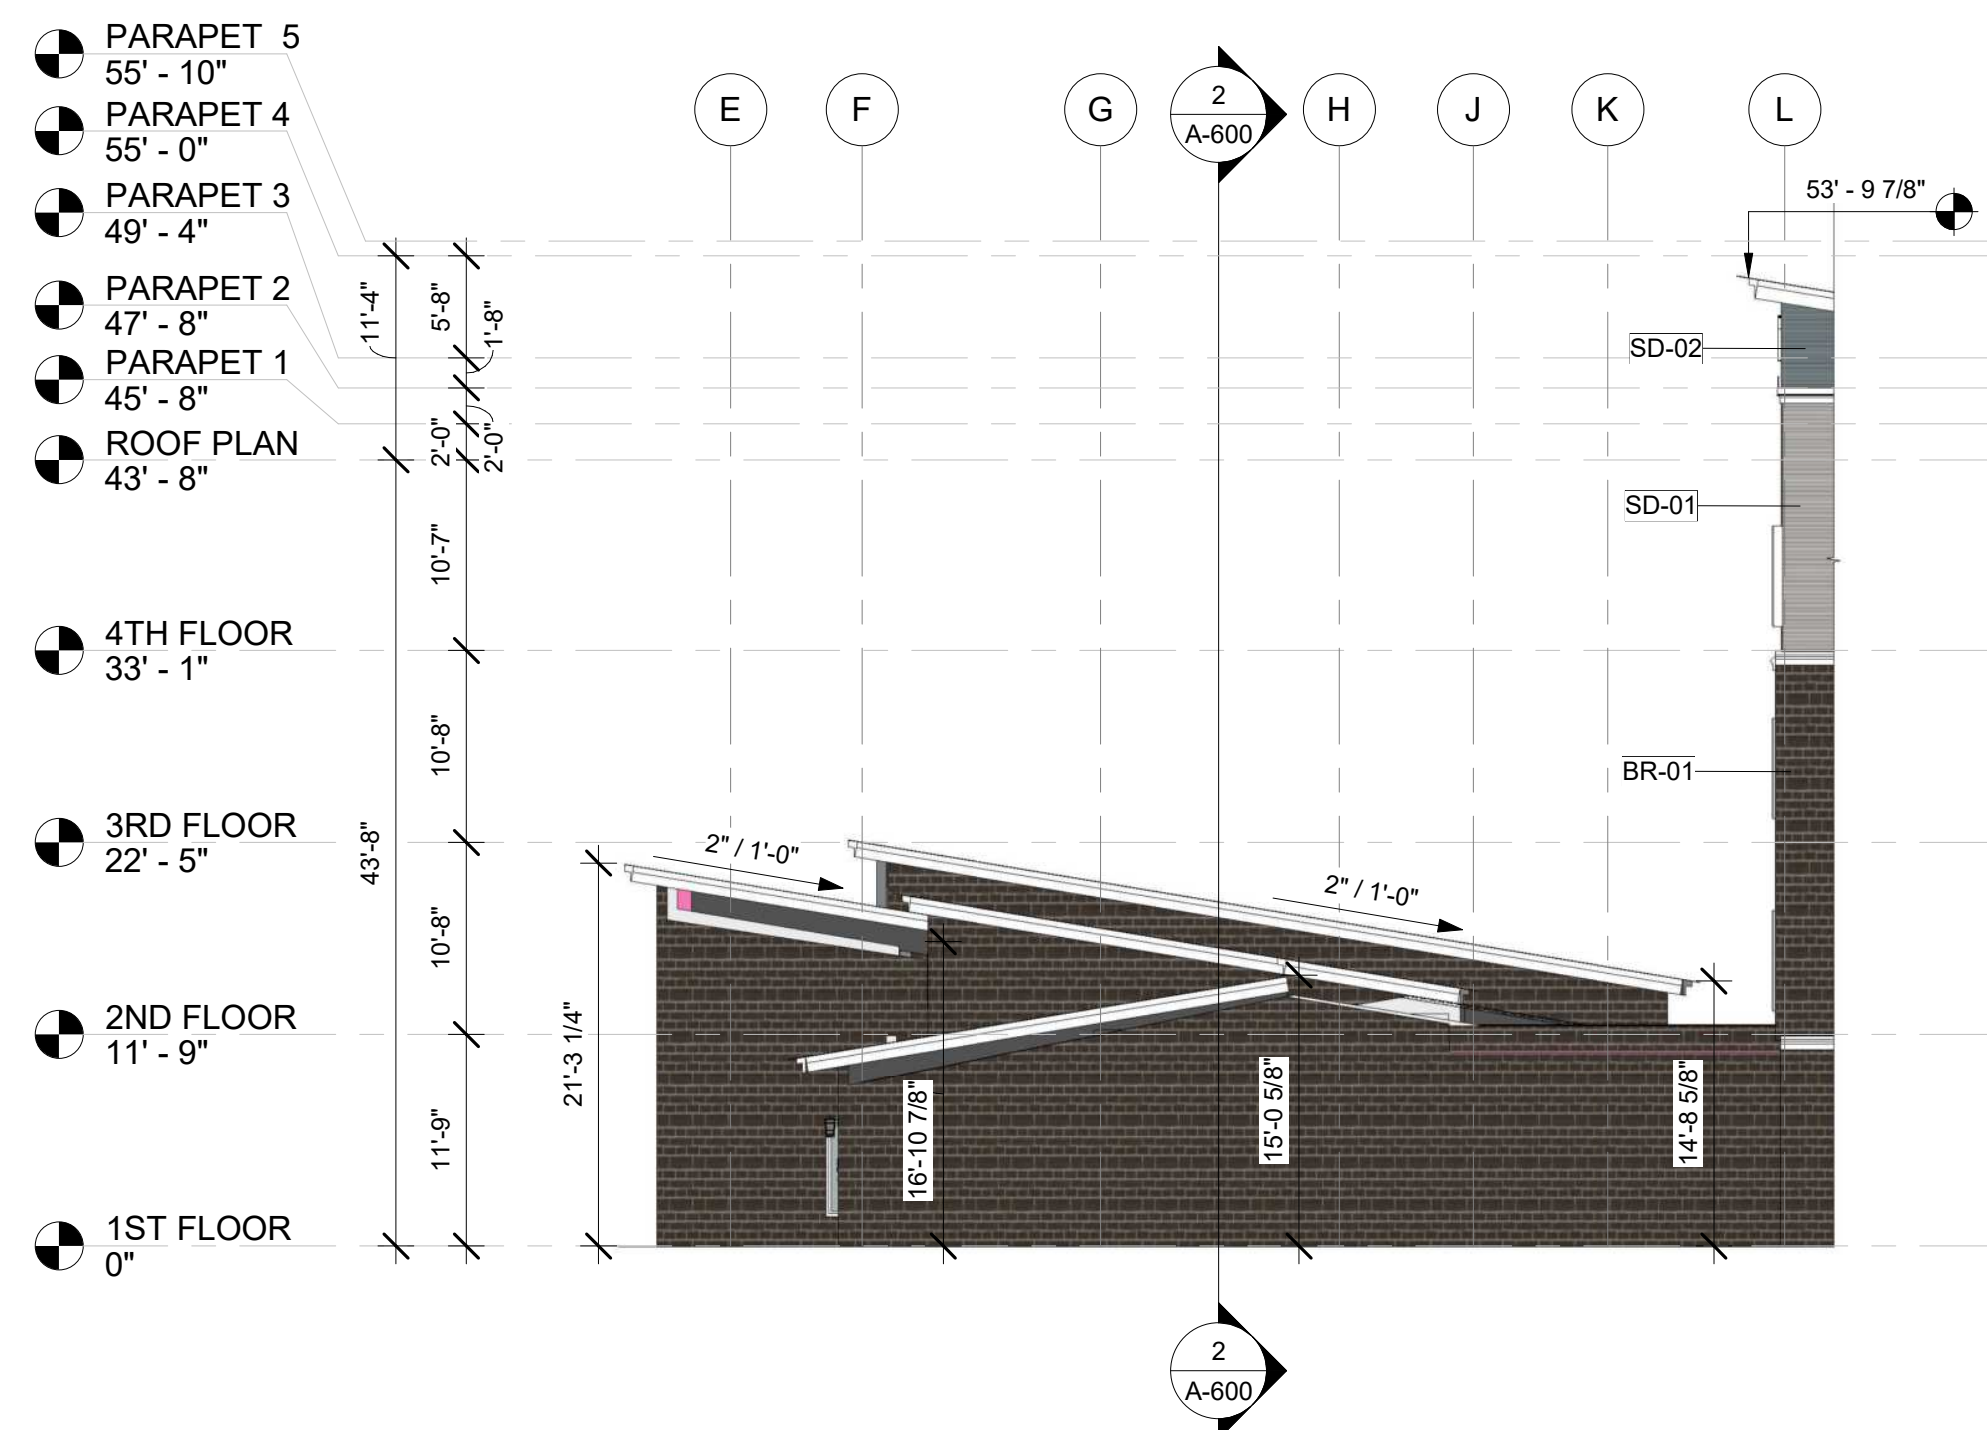 PARAPET  5
55' - 10"
PARAPET 4
55' - 0"
PARAPET 3
49' - 4"
PARAPET 2
47' - 8"
PARAPET 1
45' - 8"
ROOF PLAN
43' - 8"
4TH FLOOR
33' - 1"
3RD FLOOR
22' - 5"
2ND FLOOR
11' - 9"
1ST FLOOR
0"
11'-4"
43'-8"
5'-8"
1'-8"
2'-0"
2'-0"
10'-7"
10'-8"
10'-8"
11'-9"
E
F
G
2
A-600
H
J
K
L
53' - 9 7/8"
SD-02
SD-01
BR-01
2" / 1'-0"
2" / 1'-0"
21'-3 1/4"
16'-10 7/8"
15'-0 5/8"
14'-8 5/8"
2
A-600